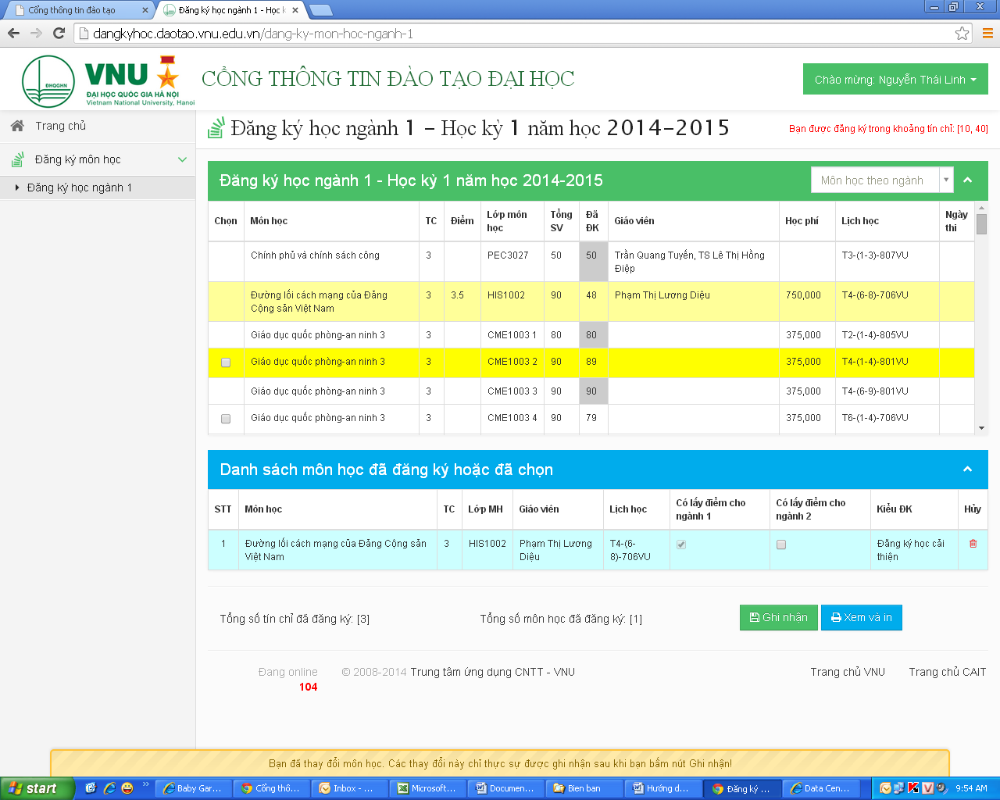 Cổng thông tin đào tạo
Đăng ký học ngành 1 - Học k
dangkyhoc.daotao.vnu.edu.vn/dang-ky-mon-hoc-nganh-1
ĐHQGHN
VNU
ĐẠI HỌC QUỐC GIA HÀ NỘI
Vietnam National University, Hanoi
CỔNG THÔNG TIN ĐÀO TẠO ĐẠI HỌC
Chào mừng: Nguyễn Thái Linh
Trang chủ
Đăng ký môn học
Đăng ký học ngành 1
Đăng ký học ngành 1 – Học kỳ 1 năm học 2014–2015
Bạn được đăng ký trong khoảng tín chỉ: [10, 40]
Đăng ký học ngành 1 - Học kỳ 1 năm học 2014-2015
Môn học theo ngành
Chọn Môn học TC Điểm Lớp môn học Tổng SV Đã ĐK Giáo viên Học phí Lịch học Ngày thi
Chính phủ và chính sách công 3 PEC3027 50 50 Trần Quang Tuyến, TS Lê Thị Hồng Điệp T3-(1-3)-807VU
Đường lối cách mạng của Đảng Cộng sản Việt Nam 3 3.5 HIS1002 90 48 Phạm Thị Lương Diệu 750,000 T4-(6-8)-706VU
Giáo dục quốc phòng-an ninh 3 3 CME1003 1 80 80 375,000 T2-(1-4)-805VU
Giáo dục quốc phòng-an ninh 3 3 CME1003 2 90 89 375,000 T4-(1-4)-801VU
Giáo dục quốc phòng-an ninh 3 3 CME1003 3 90 90 375,000 T4-(6-9)-801VU
Giáo dục quốc phòng-an ninh 3 3 CME1003 4 90 79 375,000 T6-(1-4)-706VU
Danh sách môn học đã đăng ký hoặc đã chọn
STT Môn học TC Lớp MH Giáo viên Lịch học Có lấy điểm cho ngành 1 Có lấy điểm cho ngành 2 Kiểu ĐK Hủy
1 Đường lối cách mạng của Đảng Cộng sản Việt Nam 3 HIS1002 Phạm Thị Lương Diệu T4-(6-8)-706VU Đăng ký học cải thiện
Tổng số tín chỉ đã đăng ký: [3]
Tổng số môn học đã đăng ký: [1]
Ghi nhận
Xem và in
Đang online
104
© 2008-2014 Trung tâm ứng dụng CNTT - VNU
Trang chủ VNU
Trang chủ CAIT
Bạn đã thay đổi môn học. Các thay đổi này chỉ thực sự được ghi nhận sau khi bạn bấm nút Ghi nhận!
start
Baby Gar...
Cổng thô...
Inbox - ...
Microsoft...
Documen...
Bien ban
Hướng d...
Đăng ký ...
Data Cen...
9:54 AM